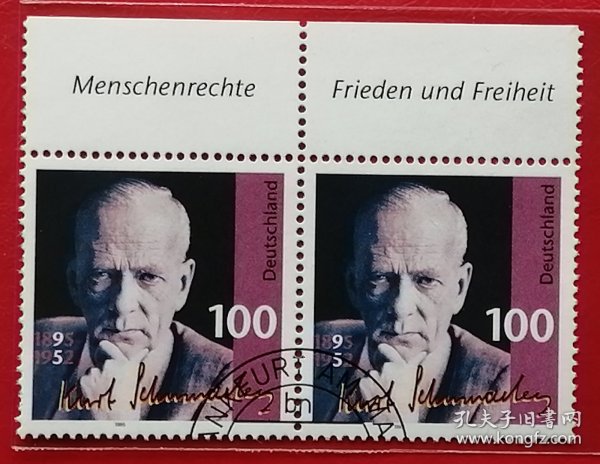 Menschenrechte
Frieden und Freiheit
Deutschland
100
1895
1952
Kurt Schumacher
1995
Deutschland
100
1895
1952
Kurt Schumacher
bn
孔夫子旧书网
www.kongfz.com